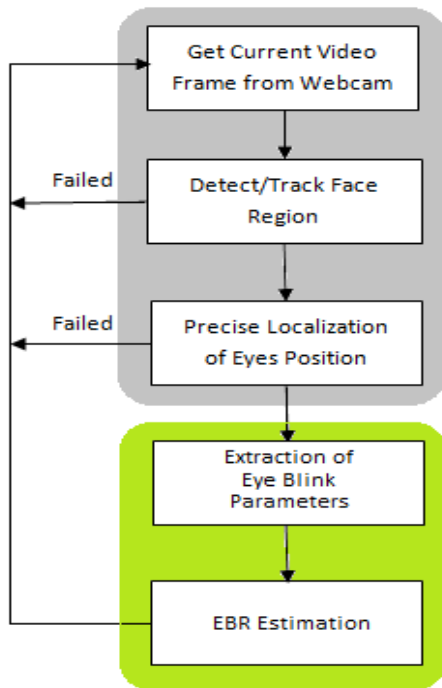 Get Current Video
Frame from Webcam
Failed
Detect/Track Face
Region
Failed
Precise Localization
of Eyes Position
Extraction of
Eye Blink
Parameters
EBR Estimation